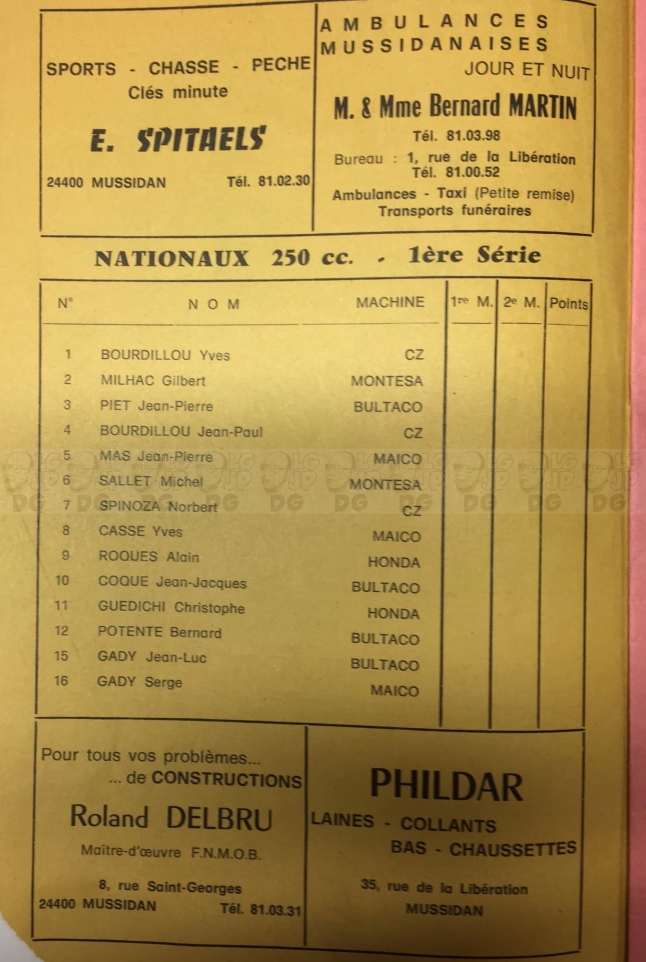 SPORTS - CHASSE - PECHE
Clés minute
E. SPITAELS
24400 MUSSIDAN Tél. 81.02.30
AMBULANCES
MUSSIDANAISES
JOUR ET NUIT
M. & Mme Bernard MARTIN
Tél. 81.03.98
Bureau : 1, rue de la Libération
Tél. 81.00.52
Ambulances - Taxi (Petite remise)
Transports funéraires
NATIONAUX 250 cc. - 1ère Série
N° NOM MACHINE 1re M. 2e M. Points
1 BOURDILLOU Yves CZ
2 MILHAC Gilbert MONTESA
3 PIET Jean-Pierre BULTACO
4 BOURDILLOU Jean-Paul CZ
5 MAS Jean-Pierre MAICO
6 SALLET Michel MONTESA
7 SPINOZA Norbert CZ
8 CASSE Yves MAICO
9 ROQUES Alain HONDA
10 COQUE Jean-Jacques BULTACO
11 GUEDICHI Christophe HONDA
12 POTENTE Bernard BULTACO
15 GADY Jean-Luc BULTACO
16 GADY Serge MAICO
Pour tous vos problèmes...
... de CONSTRUCTIONS
Roland DELBRU
Maître-d'œuvre F.N.M.O.B.
8, rue Saint-Georges
24400 MUSSIDAN Tél. 81.03.31
PHILDAR
LAINES - COLLANTS
BAS - CHAUSSETTES
35, rue de la Libération
MUSSIDAN